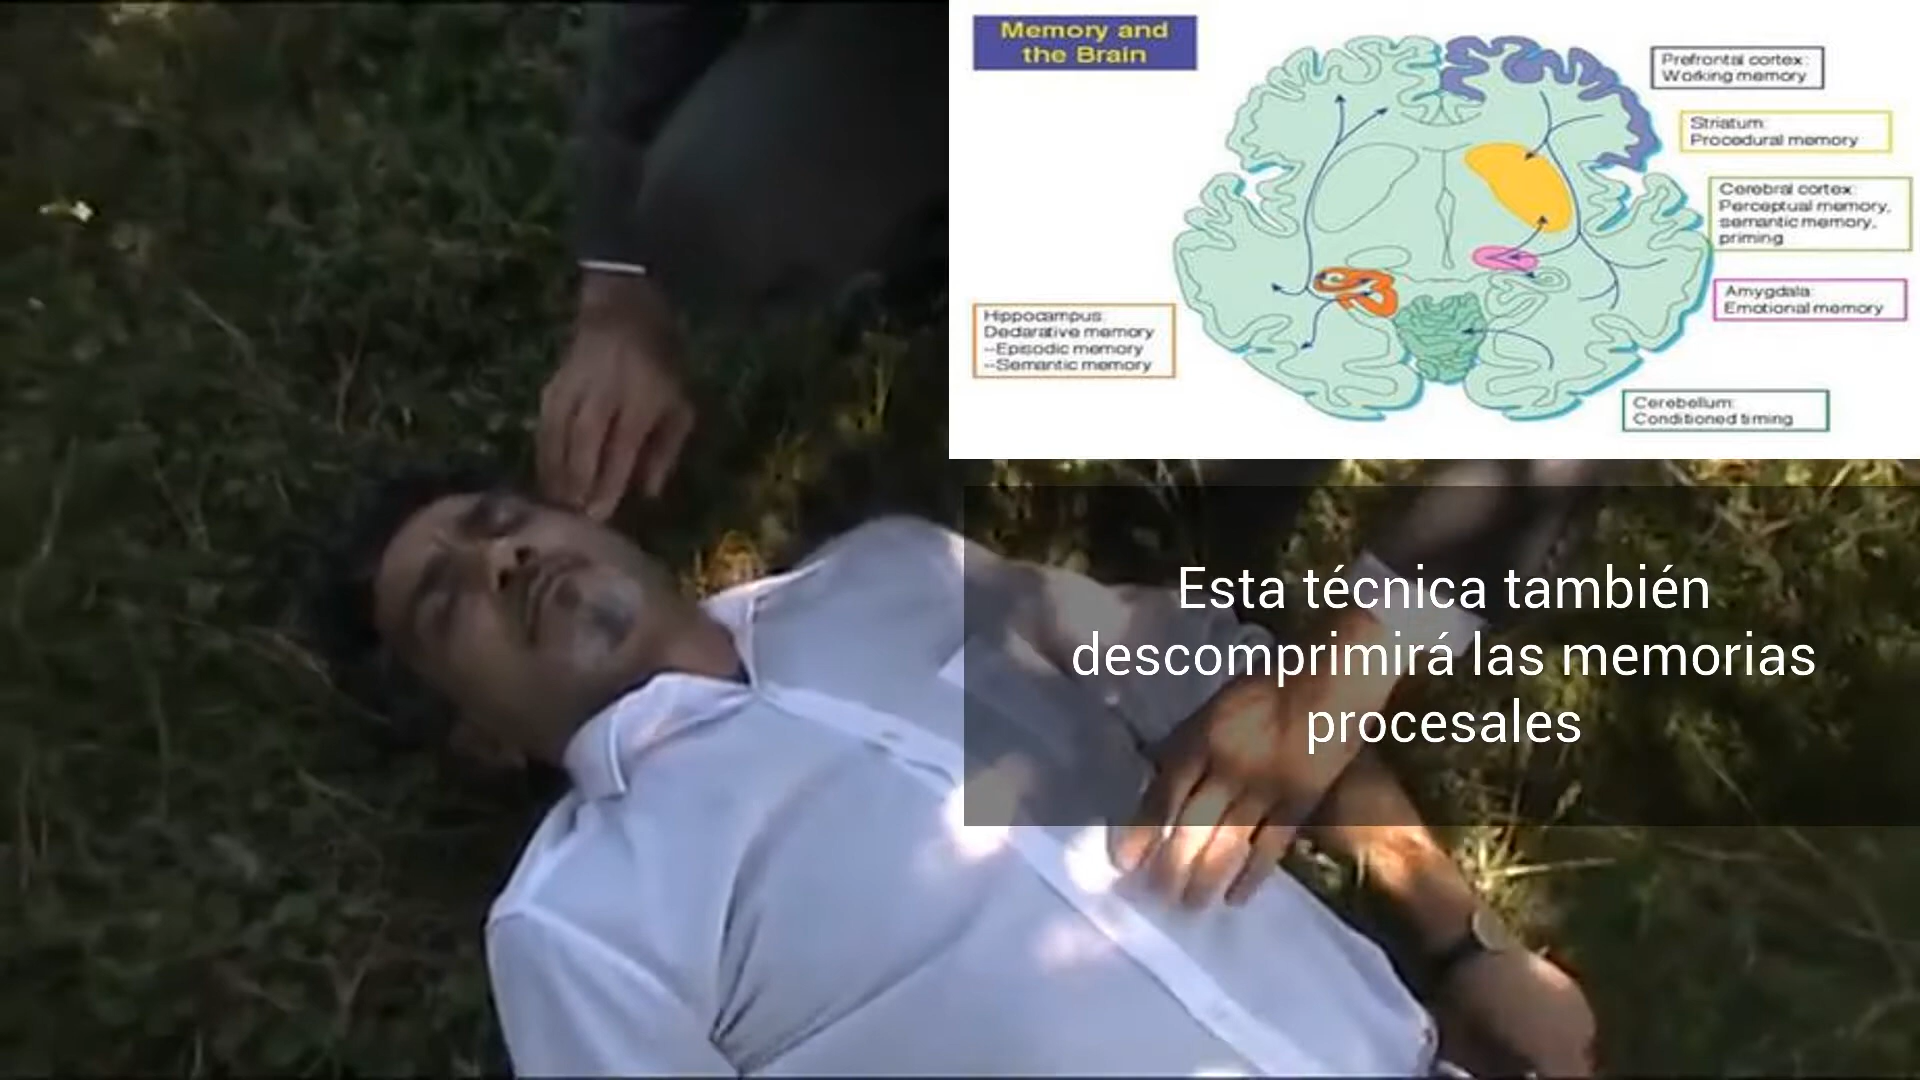 Memory and
the Brain
Prefrontal cortex:
Working memory
Striatum:
Procedural memory
Cerebral cortex:
Perceptual memory,
semantic memory,
priming
Amygdala:
Emotional memory
Hippocampus:
Declarative memory
--Episodic memory
--Semantic memory
Cerebellum:
Conditioned timing
Esta técnica también
descomprimirá las memorias
procesales